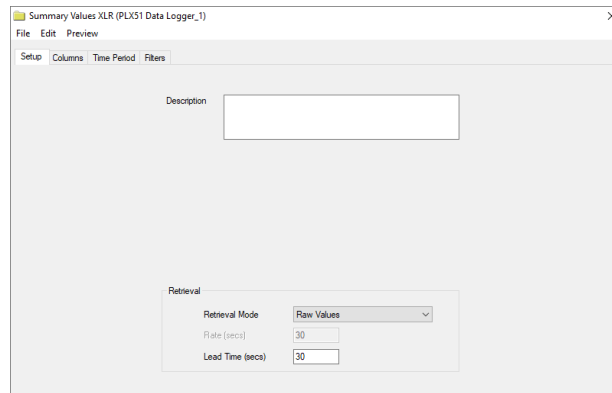 Summary Values XLR (PLX51 Data Logger_1)
File Edit Preview
Setup Columns Time Period Filters
Description
Retrieval
Retrieval Mode Raw Values
Rate (secs) 30
Lead Time (secs) 30